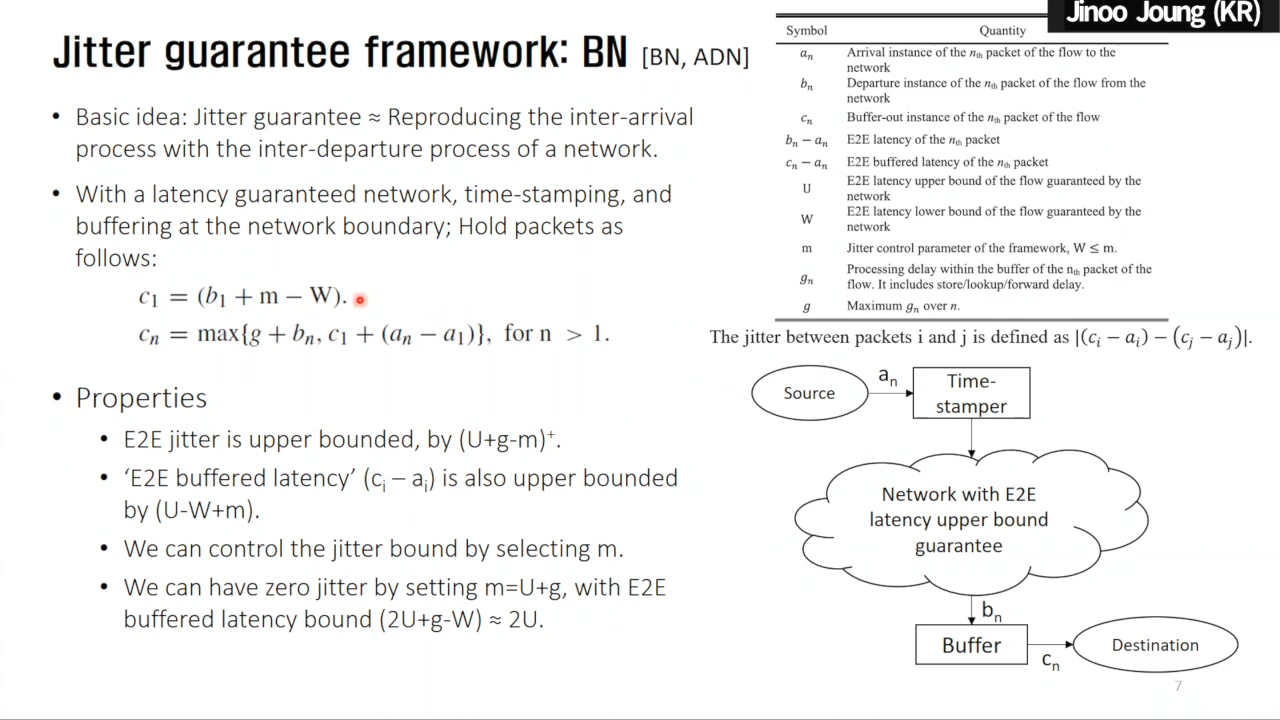 Jinoo Joung (KR)
Jitter guarantee framework: BN [BN, ADN]
• Basic idea: Jitter guarantee ≈ Reproducing the inter-arrival
process with the inter-departure process of a network.
• With a latency guaranteed network, time-stamping, and
buffering at the network boundary; Hold packets as
follows:
c₁ = (b₁ + m − W).
cₙ = max{g + bₙ, c₁ + (aₙ − a₁)}, for n > 1.
• Properties
• E2E jitter is upper bounded, by (U+g-m)⁺.
• ‘E2E buffered latency’ (cᵢ – aᵢ) is also upper bounded
by (U-W+m).
• We can control the jitter bound by selecting m.
• We can have zero jitter by setting m=U+g, with E2E
buffered latency bound (2U+g-W) ≈ 2U.
Symbol Quantity
aₙ Arrival instance of the nth packet of the flow to the
network
bₙ Departure instance of the nth packet of the flow from the
network
cₙ Buffer-out instance of the nth packet of the flow
bₙ − aₙ E2E latency of the nth packet
cₙ − aₙ E2E buffered latency of the nth packet
U E2E latency upper bound of the flow guaranteed by the
network
W E2E latency lower bound of the flow guaranteed by the
network
m Jitter control parameter of the framework, W ≤ m.
gₙ Processing delay within the buffer of the nth packet of the
flow. It includes store/lookup/forward delay.
g Maximum gₙ over n.
The jitter between packets i and j is defined as |(cᵢ − aᵢ) − (cⱼ − aⱼ)|.
Source
aₙ
Time-
stamper
Network with E2E
latency upper bound
guarantee
bₙ
Buffer
cₙ
Destination
7